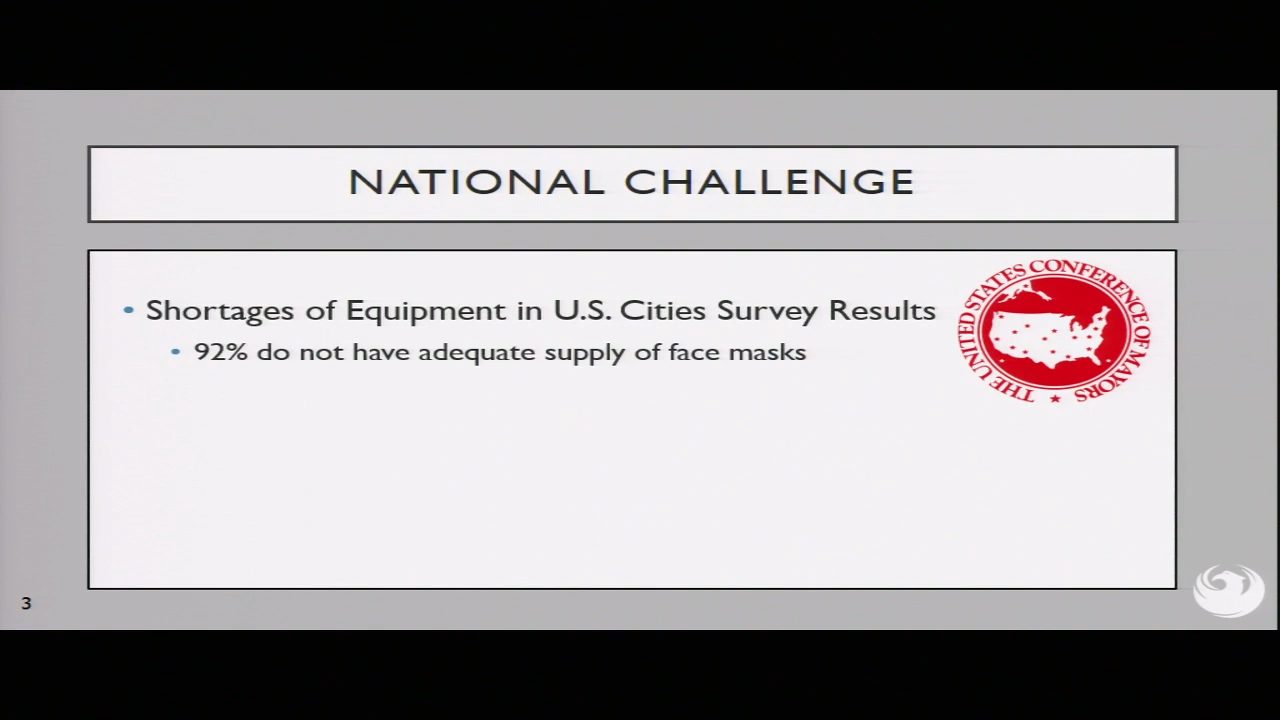 NATIONAL CHALLENGE
• Shortages of Equipment in U.S. Cities Survey Results
• 92% do not have adequate supply of face masks
THE UNITED STATES CONFERENCE OF MAYORS
3